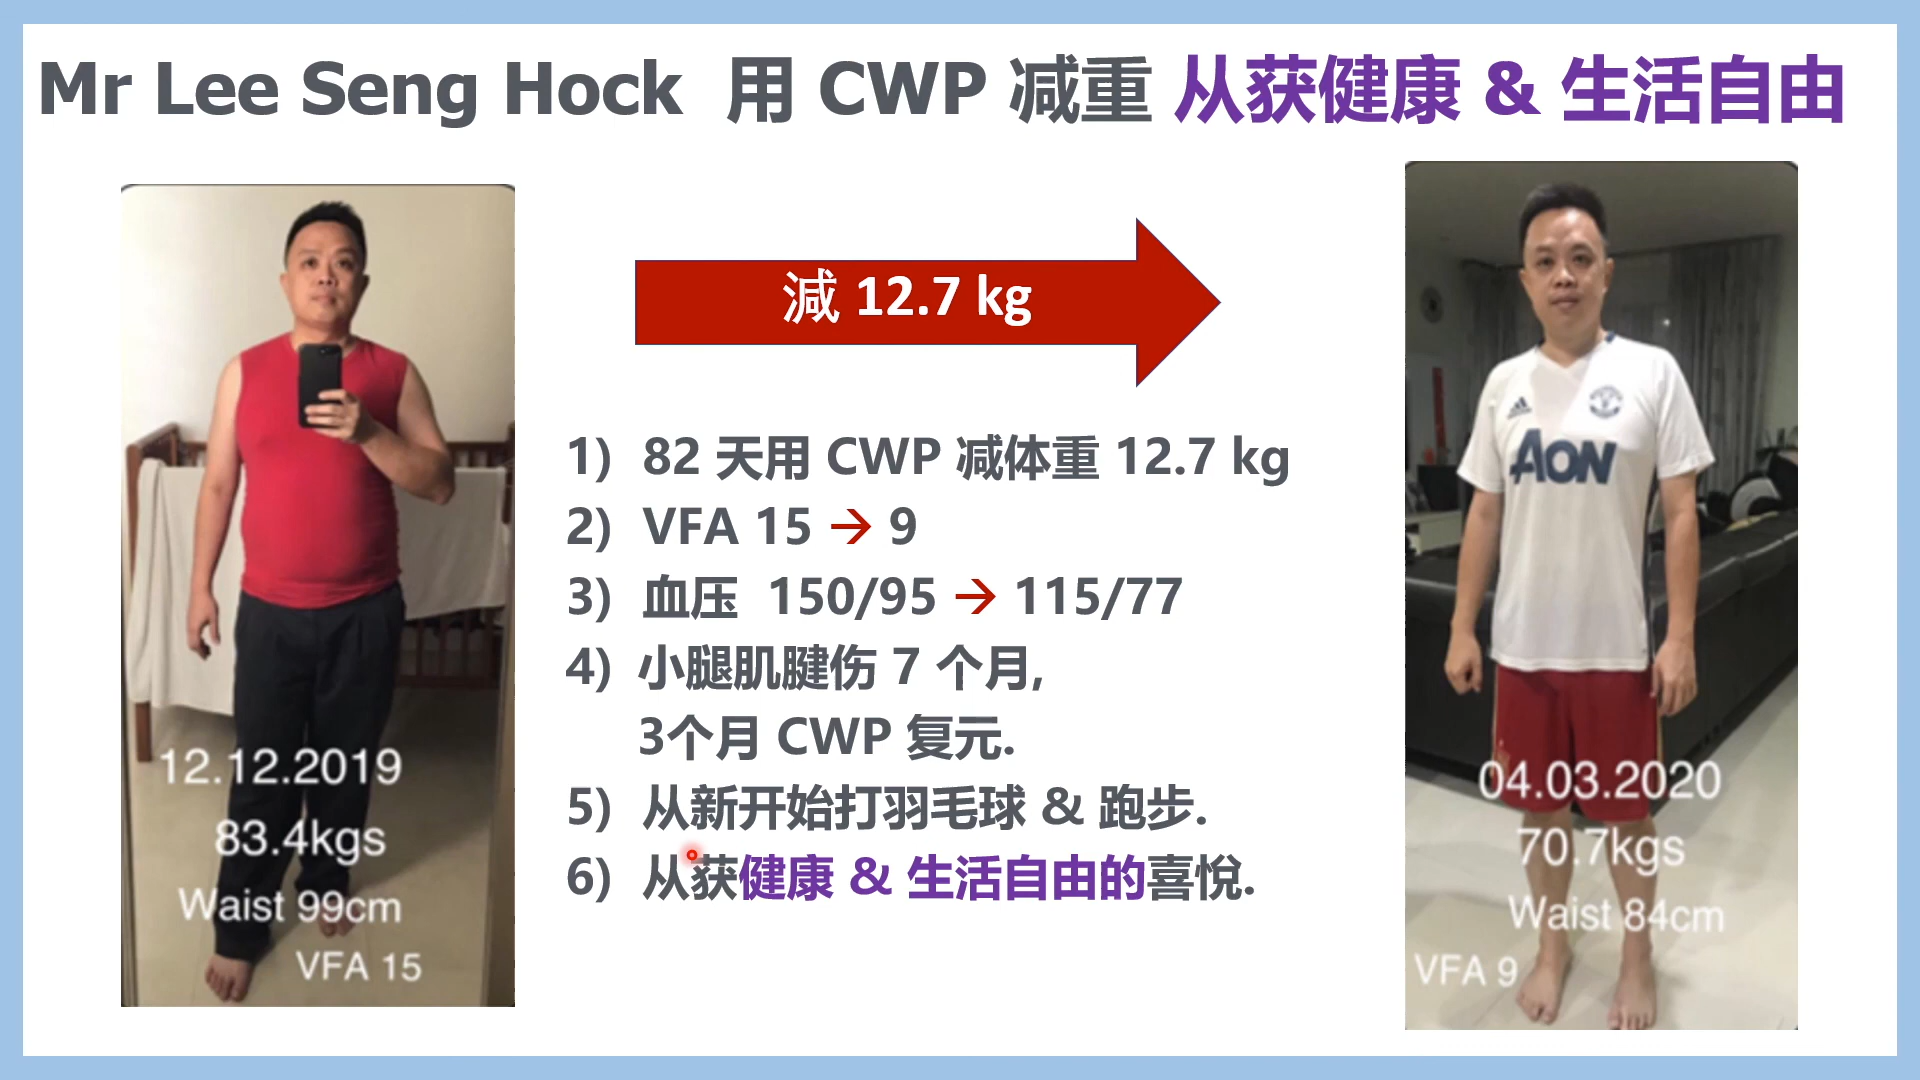 Mr Lee Seng Hock 用 CWP 减重 从获健康 & 生活自由
減 12.7 kg
1) 82 天用 CWP 减体重 12.7 kg
2) VFA 15 → 9
3) 血压 150/95 → 115/77
4) 小腿肌腱伤 7 个月,
3个月 CWP 复元.
5) 从新开始打羽毛球 & 跑步.
6) 从获健康 & 生活自由的喜悅.
12.12.2019
83.4kgs
Waist 99cm
VFA 15
AON
04.03.2020
70.7kgs
Waist 84cm
VFA 9